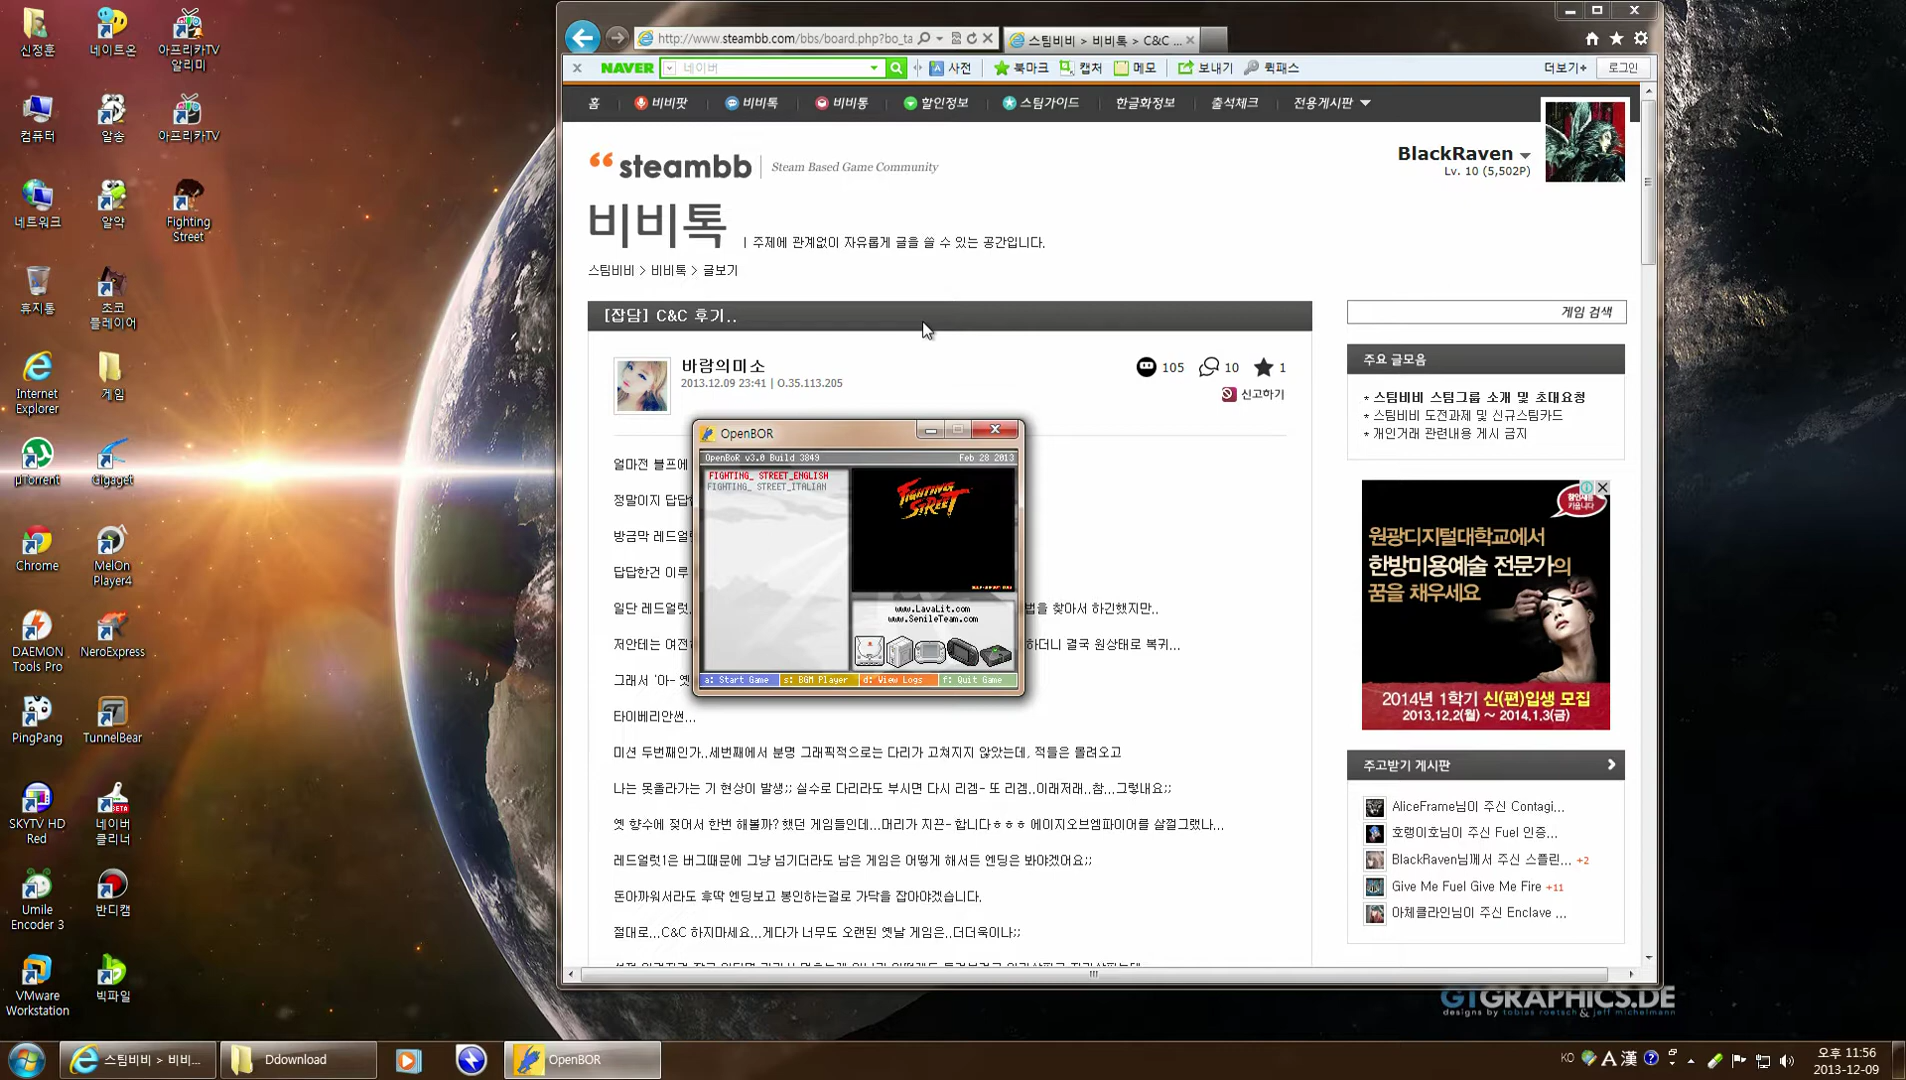 신정훈
네이트온
아프리카TV
알리미
컴퓨터
알송
아프리카TV
네트워크
알약
Fighting
Street
휴지통
초코
플레이어
Internet
Explorer
게임
µTorrent
Gigaget
Chrome
MelOn
Player4
DAEMON
Tools Pro
NeroExpress
PingPang
TunnelBear
SKYTV HD
Red
네이버
클리너
Umile
Encoder 3
반디캠
VMware
Workstation
빅파일
http://www.steambb.com/bbs/board.php?bo_ta
스팀비비 > 비비톡 > C&C ...
NAVER 네이버 사전 북마크 캡처 메모 보내기 퀵패스 더보기+ 로그인
홈 비비팟 비비톡 비비통 할인정보 스팀가이드 한글화정보 출석체크 전용게시판
steambb | Steam Based Game Community
BlackRaven
Lv. 10 (5,502P)
비비톡 | 주제에 관계없이 자유롭게 글을 쓸 수 있는 공간입니다.
스팀비비 > 비비톡 > 글보기
[잡담] C&C 후기..
바람의미소
2013.12.09 23:41 | O.35.113.205
105 10 1
신고하기
얼마전 블프에
정말이지 답답
방금막 레드얼
답답한건 이루
일단 레드얼럿. 법을 찾아서 하긴했지만..
저안테는 여전 하더니 결국 원상태로 복귀...
그래서 '아- 옛
타이베리안썬...
미션 두번째인가..세번째에서 분명 그래픽적으로는 다리가 고쳐지지 않았는데, 적들은 몰려오고
나는 못올라가는 기 현상이 발생;; 실수로 다리라도 부시면 다시 리겜- 또 리겜..이래저래..참...그렇내요;;
옛 향수에 젖어서 한번 해볼까? 했던 게임들인데...머리가 지끈- 합니다ㅎㅎㅎ 에이지오브엠파이어를 살껄그랬나...
레드얼럿1은 버그때문에 그냥 넘기더라도 남은 게임은 어떻게 해서든 엔딩은 봐야겠어요;;
돈아까워서라도 후딱 엔딩보고 봉인하는걸로 가닥을 잡아야겠습니다.
절대로...C&C 하지마세요...게다가 너무도 오랜된 옛날 게임은..더더욱이나;;
OpenBOR
OpenBoR v3.0 Build 3849 Feb 28 2013
FIGHTING_ STREET_ENGLISH
FIGHTING_ STREET_ITALIAN
FIGHTING
STREET
www.LavaLit.com
www.SenileTeam.com
a: Start Game s: BGM Player d: View Logs f: Quit Game
게임 검색
주요 글모음
* 스팀비비 스팀그룹 소개 및 초대요청
* 스팀비비 도전과제 및 신규스팀카드
* 개인거래 관련내용 게시 금지
원광디지털대학교에서
한방미용예술 전문가의
꿈을 채우세요
2014년 1학기 신(편)입생 모집
2013.12.2(월) ~ 2014.1.3(금)
주고받기 게시판
AliceFrame님이 주신 Contagi...
호랭이호님이 주신 Fuel 인증...
BlackRaven님께서 주신 스플린... +2
Give Me Fuel Give Me Fire +11
아체클라인님이 주신 Enclave ...
GTGRAPHICS.DE
designs by tobias roetsch & jeff michelmann
스팀비비 > 비비...
Ddownload
OpenBOR
KO A 漢
오후 11:56
2013-12-09